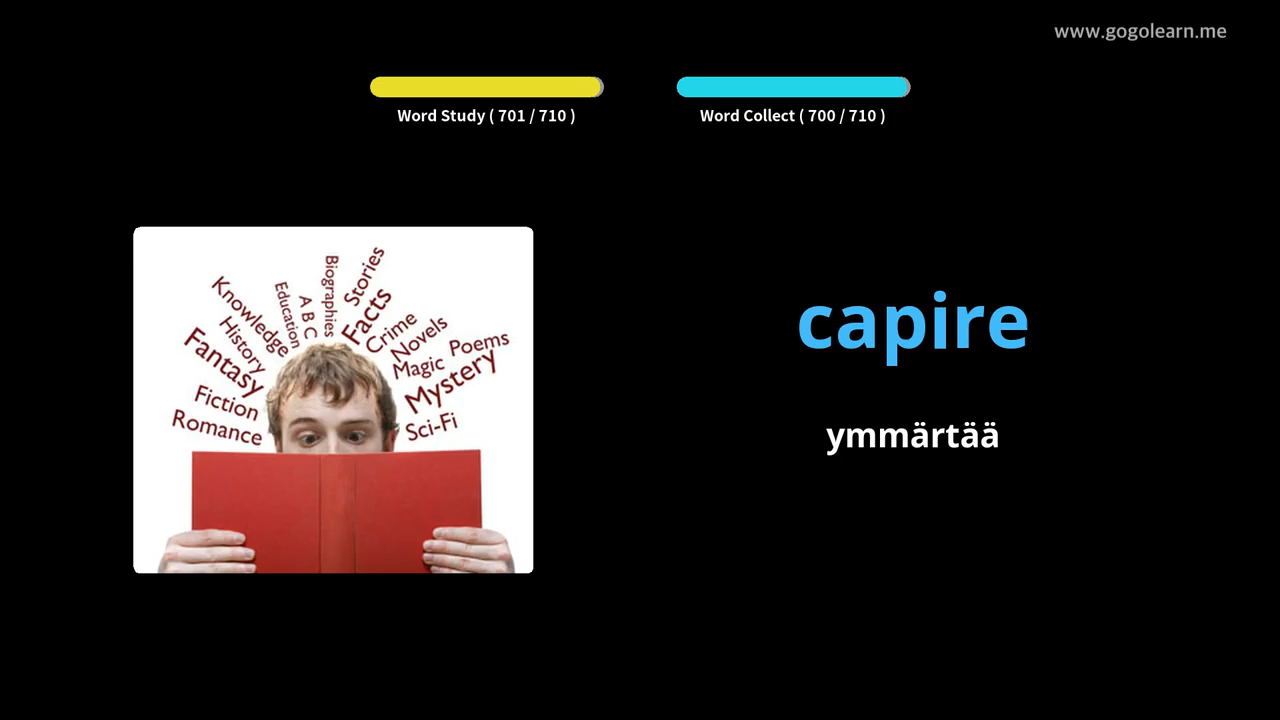 www.gogolearn.me
Word Study ( 701 / 710 )
Word Collect ( 700 / 710 )
Knowledge
Education
A B C
Biographies
Stories
Facts
History
Crime
Novels
Fantasy
Magic
Poems
Mystery
Fiction
Romance
Sci-Fi
capire
ymmärtää